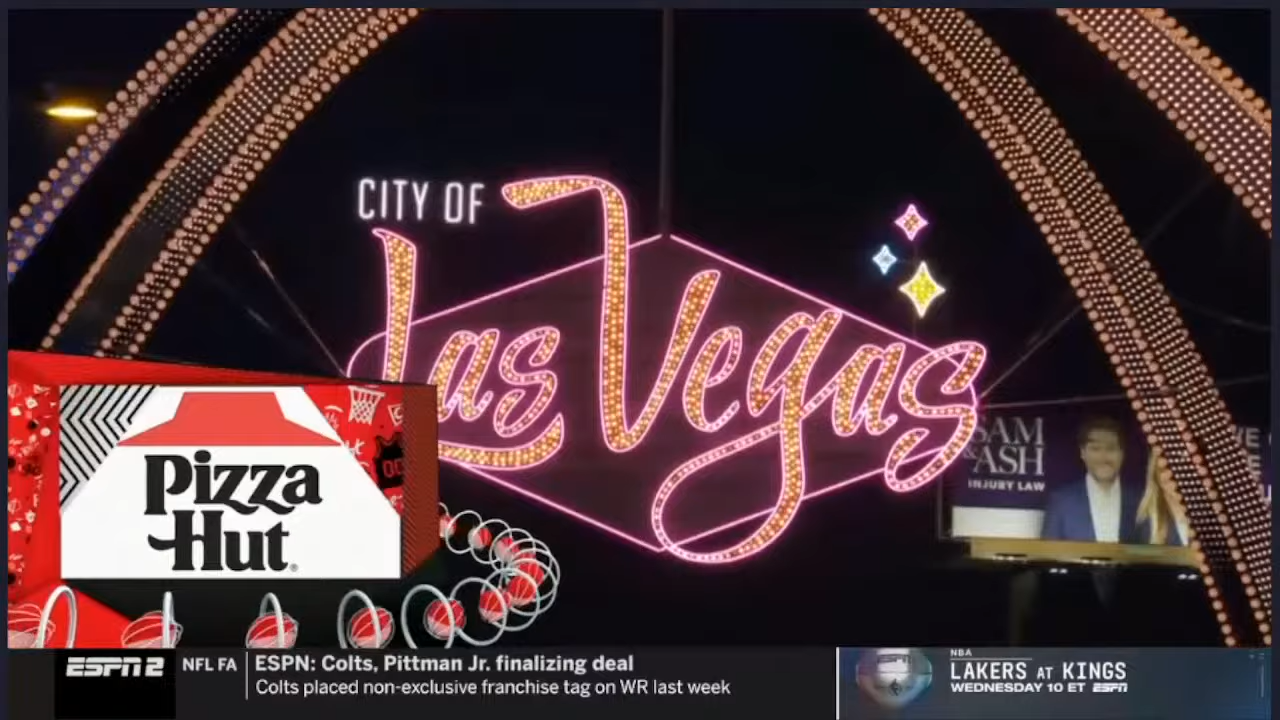 CITY OF
Las Vegas
SAM
& ASH
INJURY LAW
Pizza
Hut
ESPN2
NFL FA
ESPN: Colts, Pittman Jr. finalizing deal
Colts placed non-exclusive franchise tag on WR last week
NBA
LAKERS AT KINGS
WEDNESDAY 10 ET ESPN